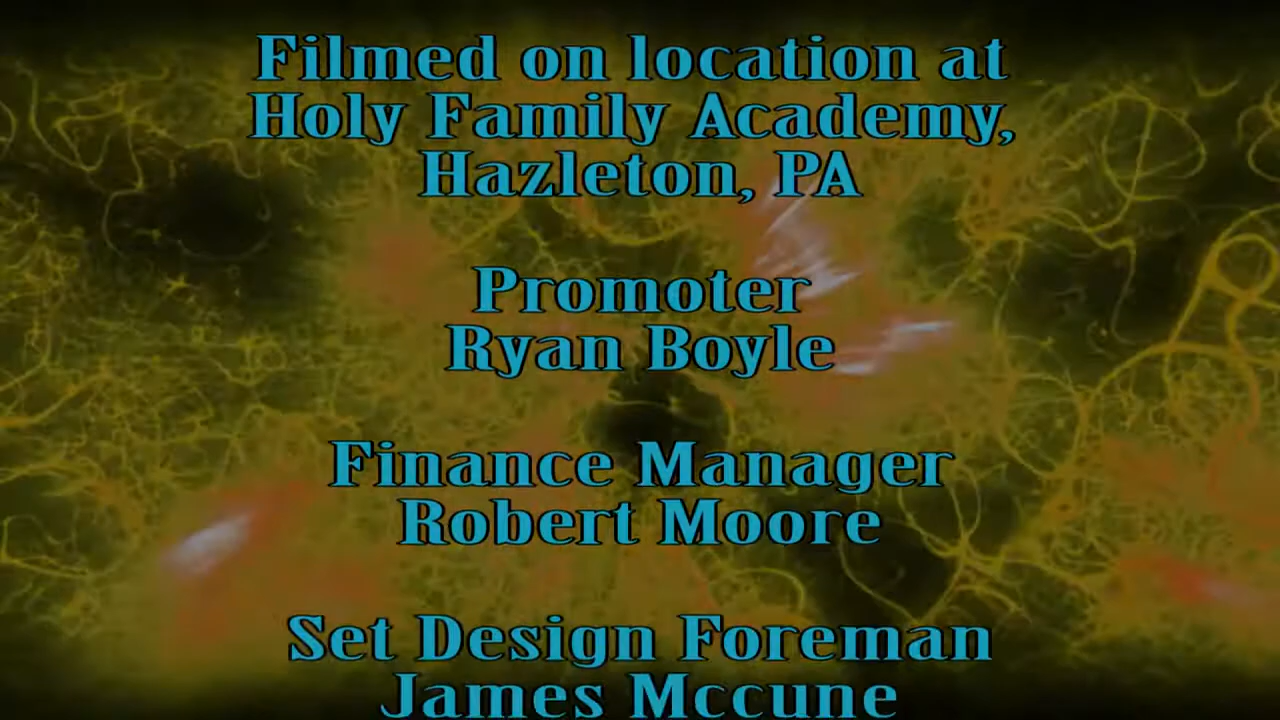 Filmed on location at
Holy Family Academy,
Hazleton, PA
Promoter
Ryan Boyle
Finance Manager
Robert Moore
Set Design Foreman
James Mccune